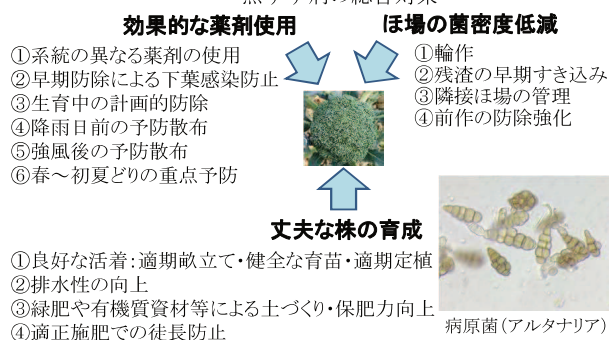 効果的な薬剤使用
①系統の異なる薬剤の使用
②早期防除による下葉感染防止
③生育中の計画的防除
④降雨日前の予防散布
⑤強風後の予防散布
⑥春～初夏どりの重点予防
ほ場の菌密度低減
①輪作
②残渣の早期すき込み
③隣接ほ場の管理
④前作の防除強化
丈夫な株の育成
①良好な活着:適期畝立て・健全な育苗・適期定植
②排水性の向上
③緑肥や有機質資材等による土づくり・保肥力向上
④適正施肥での徒長防止
病原菌(アルタナリア)